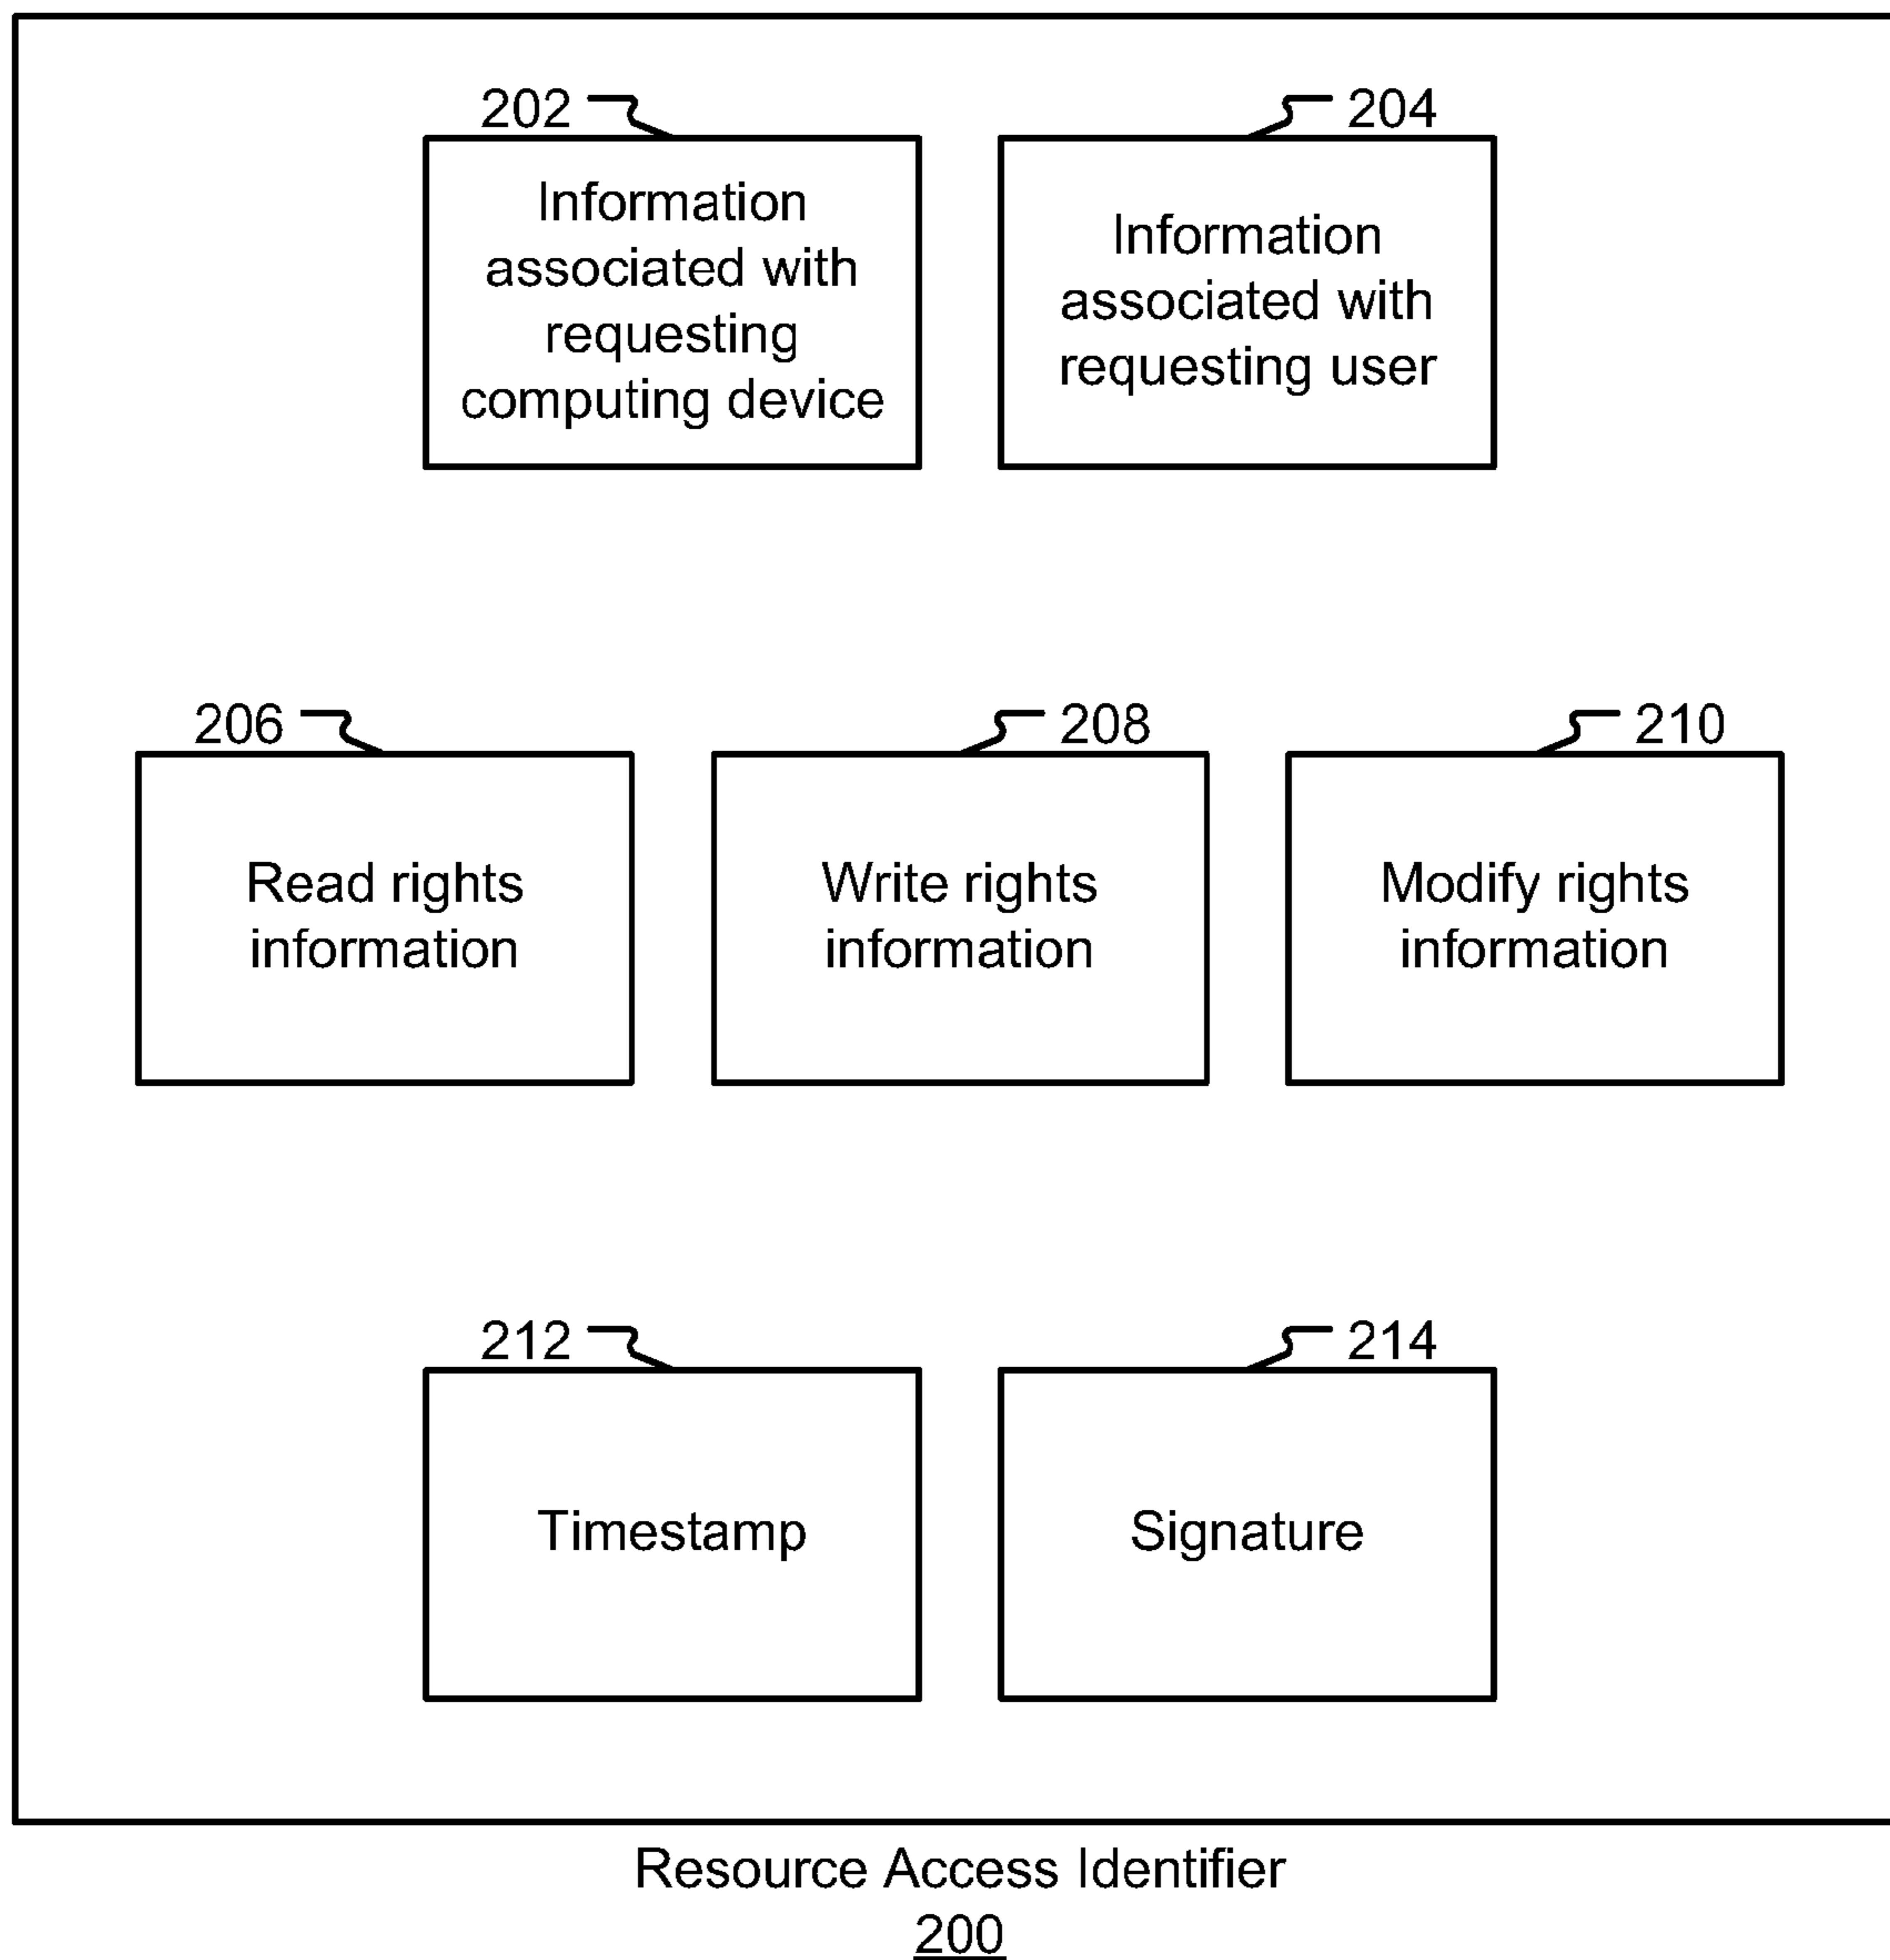 202
204
Information
associated with
requesting
computing device
Information
associated with
requesting user
206
208
210
Read rights
information
Write rights
information
Modify rights
information
212
214
Timestamp
Signature
Resource Access Identifier
200